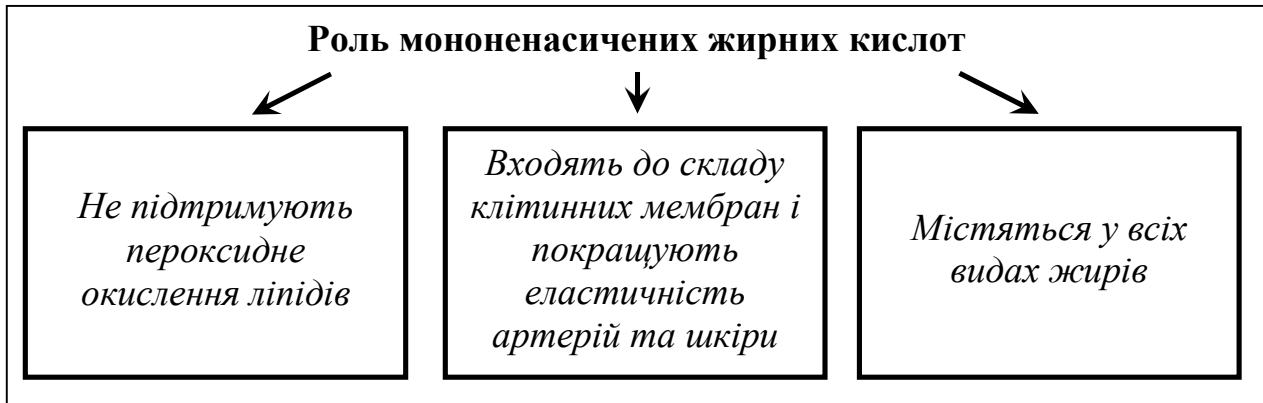 Роль мононенасичених жирних кислот
Не підтримують
пероксидне
окислення ліпідів
Входять до складу
клітинних мембран і
покращують
еластичність
артерій та шкіри
Містяться у всіх
видах жирів